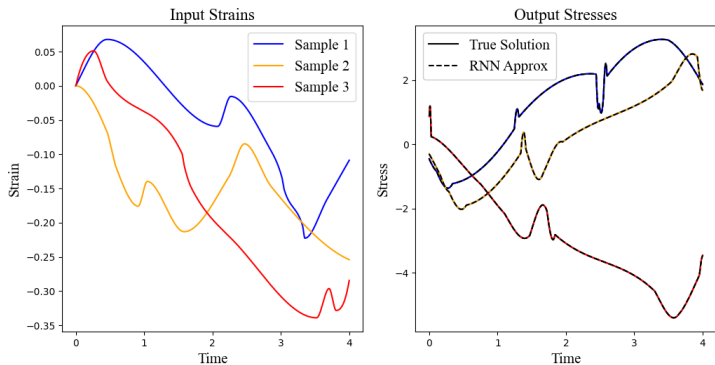 Input Strains
Output Stresses
Sample 1
Sample 2
Sample 3
True Solution
RNN Approx
0.05
0.00
−0.05
−0.10
−0.15
−0.20
−0.25
−0.30
−0.35
Strain
0 1 2 3 4
Time
2
0
−2
−4
Stress
0 1 2 3 4
Time